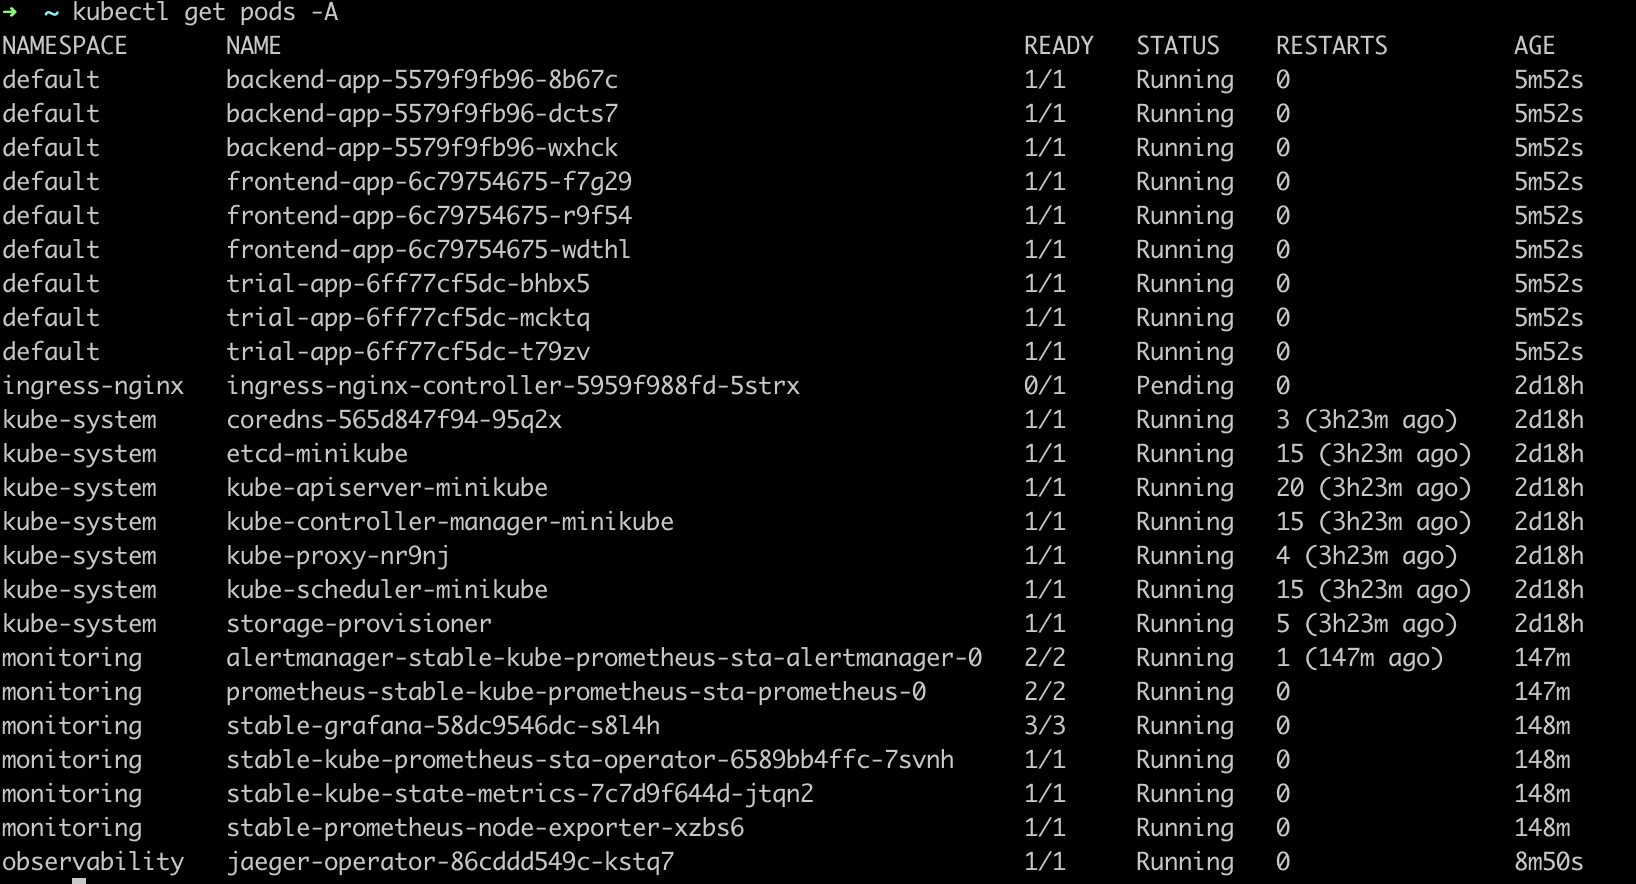 ➜  ~ kubectl get pods -A
NAMESPACE       NAME                                                     READY   STATUS    RESTARTS         AGE
default         backend-app-5579f9fb96-8b67c                             1/1     Running   0                5m52s
default         backend-app-5579f9fb96-dcts7                             1/1     Running   0                5m52s
default         backend-app-5579f9fb96-wxhck                             1/1     Running   0                5m52s
default         frontend-app-6c79754675-f7g29                            1/1     Running   0                5m52s
default         frontend-app-6c79754675-r9f54                            1/1     Running   0                5m52s
default         frontend-app-6c79754675-wdthl                            1/1     Running   0                5m52s
default         trial-app-6ff77cf5dc-bhbx5                               1/1     Running   0                5m52s
default         trial-app-6ff77cf5dc-mcktq                               1/1     Running   0                5m52s
default         trial-app-6ff77cf5dc-t79zv                               1/1     Running   0                5m52s
ingress-nginx   ingress-nginx-controller-5959f988fd-5strx                0/1     Pending   0                2d18h
kube-system     coredns-565d847f94-95q2x                                 1/1     Running   3 (3h23m ago)    2d18h
kube-system     etcd-minikube                                            1/1     Running   15 (3h23m ago)   2d18h
kube-system     kube-apiserver-minikube                                  1/1     Running   20 (3h23m ago)   2d18h
kube-system     kube-controller-manager-minikube                         1/1     Running   15 (3h23m ago)   2d18h
kube-system     kube-proxy-nr9nj                                         1/1     Running   4 (3h23m ago)    2d18h
kube-system     kube-scheduler-minikube                                  1/1     Running   15 (3h23m ago)   2d18h
kube-system     storage-provisioner                                      1/1     Running   5 (3h23m ago)    2d18h
monitoring      alertmanager-stable-kube-prometheus-sta-alertmanager-0   2/2     Running   1 (147m ago)     147m
monitoring      prometheus-stable-kube-prometheus-sta-prometheus-0       2/2     Running   0                147m
monitoring      stable-grafana-58dc9546dc-s8l4h                          3/3     Running   0                148m
monitoring      stable-kube-prometheus-sta-operator-6589bb4ffc-7svnh     1/1     Running   0                148m
monitoring      stable-kube-state-metrics-7c7d9f644d-jtqn2               1/1     Running   0                148m
monitoring      stable-prometheus-node-exporter-xzbs6                    1/1     Running   0                148m
observability   jaeger-operator-86cddd549c-kstq7                         1/1     Running   0                8m50s